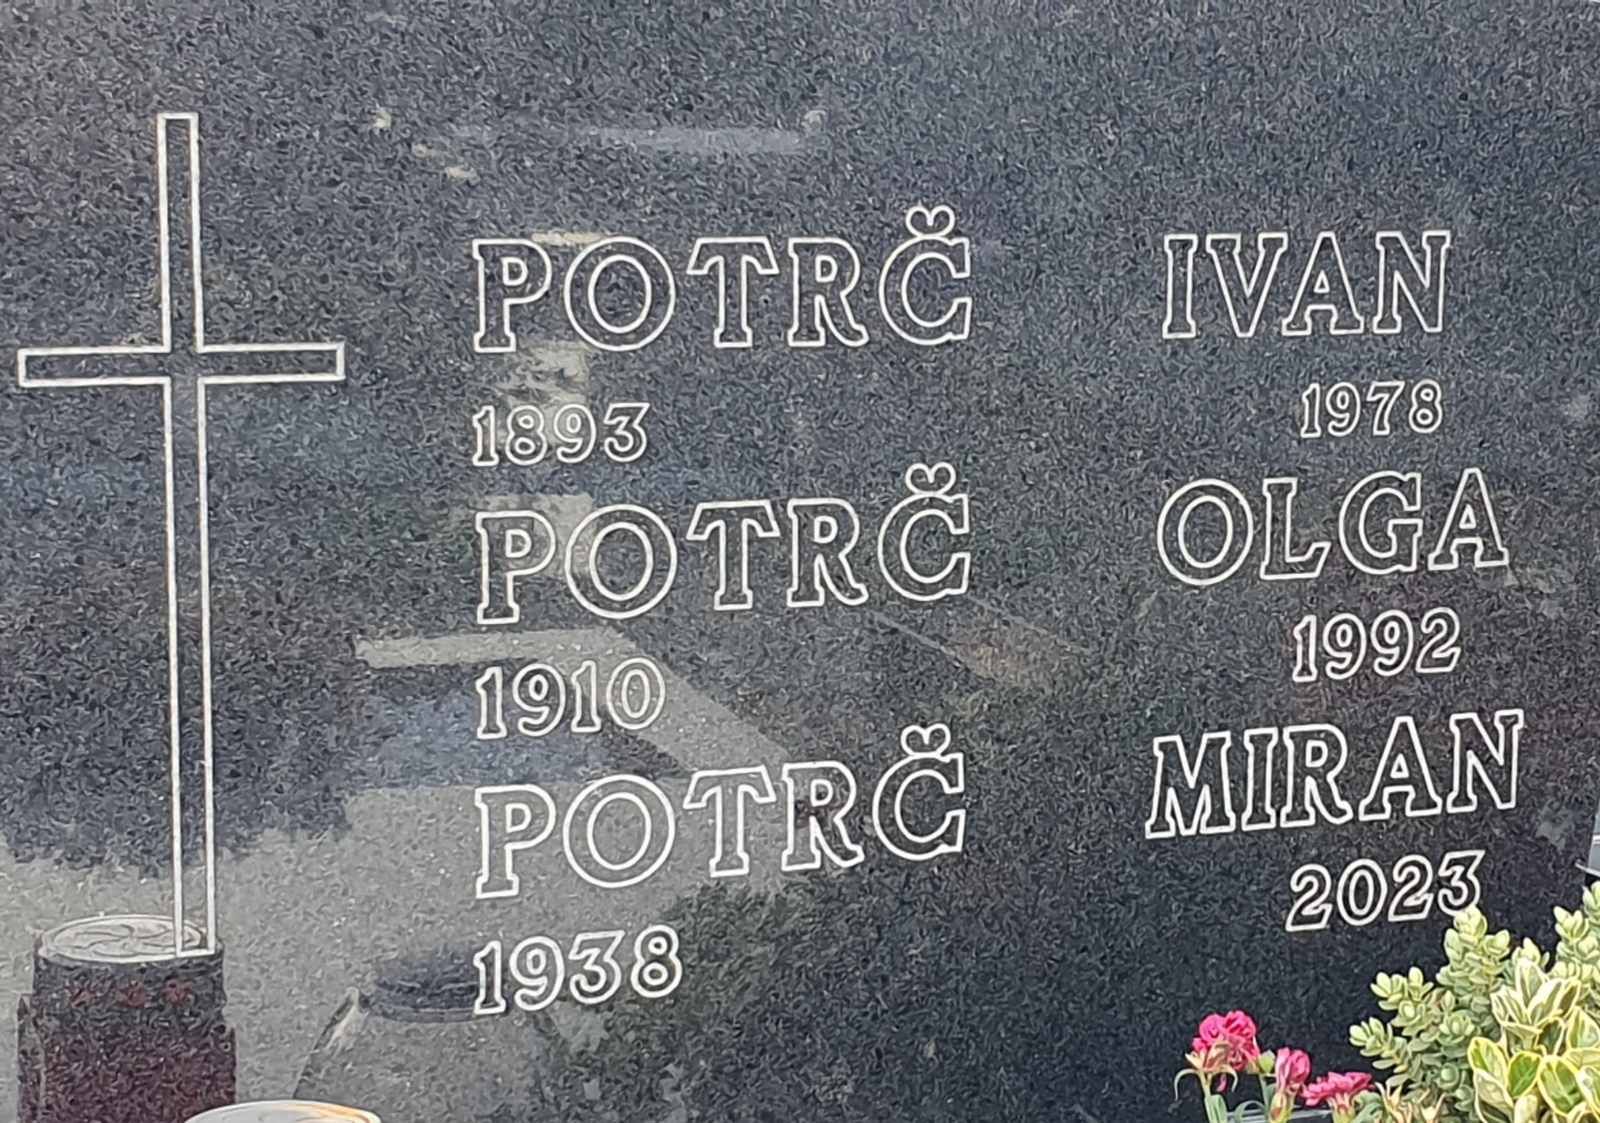 POTRČ IVAN
1893 1978
POTRČ OLGA
1910 1992
POTRČ MIRAN
1938 2023